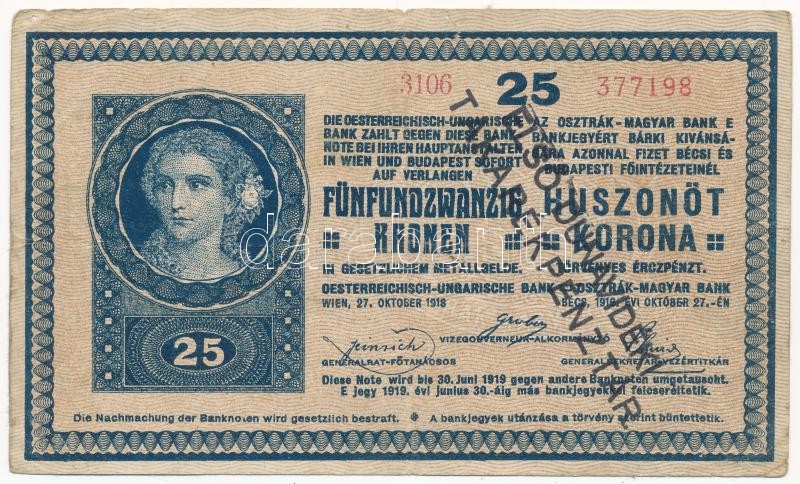 3106 25 377198
DIE OESTERREICHISCH-UNGARISCHE
BANK ZAHLT GEGEN DIESE BANK-
NOTE BEI IHREN HAUPTANSTALTEN
IN WIEN UND BUDAPEST SOFORT
AUF VERLANGEN
FÜNFUNDZWANZIG
KRONEN
IN GESETZLICHEM METALLGELDE.
OESTERREICHISCH-UNGARISCHE BANK
WIEN, 27. OKTOBER 1918
AZ OSZTRÁK-MAGYAR BANK E
BANKJEGYÉRT BÁRKI KIVÁNSÁ-
GÁRA AZONNAL FIZET BÉCSI ÉS
BUDAPESTI FŐINTÉZETEINÉL
HUSZONÖT
KORONA
TÖRVÉNYES ÉRCZPÉNZT.
OSZTRÁK-MAGYAR BANK
BÉCS, 1918. ÉVI OKTÓBER 27.-ÉN
VIZEGOUVERNEUR-ALKORMÁNYZÓ
GENERALRAT-FŐTANÁCSOS
GENERALSEKRETÄR-VEZÉRTITKÁR
Diese Note wird bis 30. Juni 1919 gegen andere Banknoten umgetauscht.
E jegy 1919. évi junius 30.-áig más bankjegyekkel felcseréltetik.
Die Nachmachung der Banknoten wird gesetzlich bestraft. A bankjegyek utánzása a törvény szerint büntettetik.
25
TAKARÉKPÉNZTÁR
darabanth